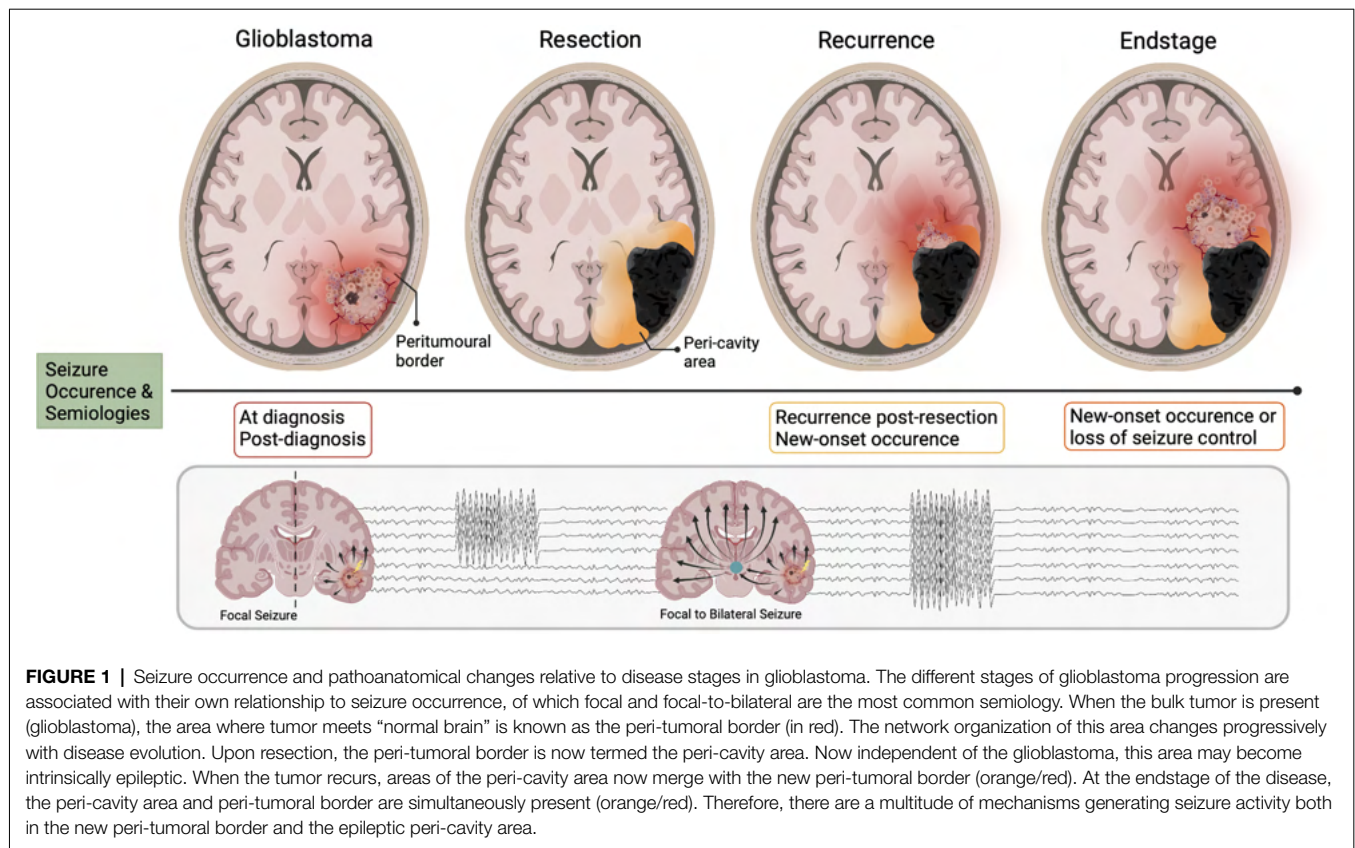 Glioblastoma
Resection
Recurrence
Endstage
Peritumoural
border
Peri-cavity
area
Seizure
Occurence &
Semiologies
At diagnosis
Post-diagnosis
Recurrence post-resection
New-onset occurence
New-onset occurence or
loss of seizure control
Focal Seizure
Focal to Bilateral Seizure
FIGURE 1 | Seizure occurrence and pathoanatomical changes relative to disease stages in glioblastoma. The different stages of glioblastoma progression are
associated with their own relationship to seizure occurrence, of which focal and focal-to-bilateral are the most common semiology. When the bulk tumor is present
(glioblastoma), the area where tumor meets “normal brain” is known as the peri-tumoral border (in red). The network organization of this area changes progressively
with disease evolution. Upon resection, the peri-tumoral border is now termed the peri-cavity area. Now independent of the glioblastoma, this area may become
intrinsically epileptic. When the tumor recurs, areas of the peri-cavity area now merge with the new peri-tumoral border (orange/red). At the endstage of the disease,
the peri-cavity area and peri-tumoral border are simultaneously present (orange/red). Therefore, there are a multitude of mechanisms generating seizure activity both
in the new peri-tumoral border and the epileptic peri-cavity area.